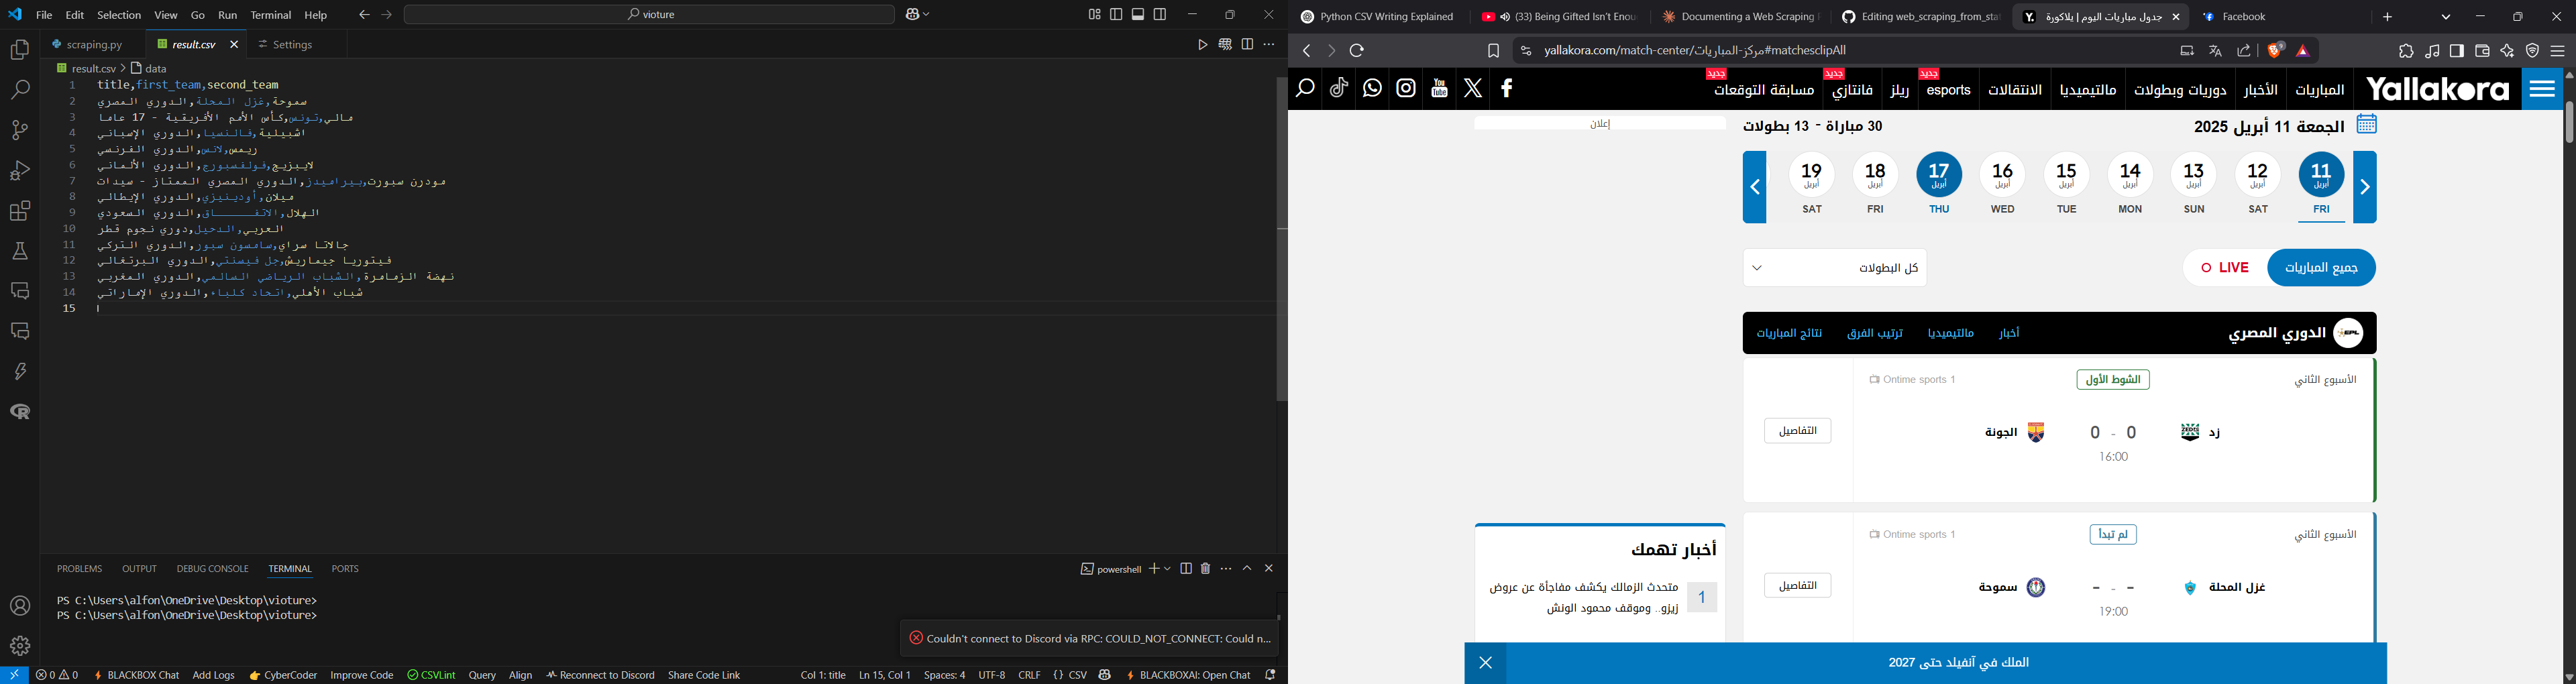 File Edit Selection View Go Run Terminal Help
vioture
scraping.py
result.csv
Settings
result.csv > data
1 title,first_team,second_team
2 الدوري المصري,غزل المحلة,سموحة
3 كأس الأمم الأفريقية - 17 عاما,تونس,مالي
4 الدوري الإسباني,فالنسيا,اشبيلية
5 الدوري الفرنسي,لانس,ريمس
6 الدوري الألماني,فولفسبورج,لايبزيج
7 الدوري المصري الممتاز - سيدات,بيراميدز,مودرن سبورت
8 الدوري الإيطالي,أودينيزي,ميلان
9 الدوري السعودي,الاتفـــــاق,الهلال
10 دوري نجوم قطر,الدحيل,العربي
11 الدوري التركي,سامسون سبور,جالاتا سراي
12 الدوري البرتغالي,جل فيسنتي,فيتوريا جيماريش
13 الدوري المغربي,الشباب الرياضي السالمي,نهضة الزمامرة
14 الدوري الإماراتي,اتحاد كلباء,شباب الأهلي
15
PROBLEMS OUTPUT DEBUG CONSOLE TERMINAL PORTS
powershell
PS C:\Users\alfon\OneDrive\Desktop\vioture>
PS C:\Users\alfon\OneDrive\Desktop\vioture>
Couldn't connect to Discord via RPC: COULD_NOT_CONNECT: Could n...
0 0 BLACKBOX Chat Add Logs CyberCoder Improve Code CSVLint Query Align Reconnect to Discord Share Code Link Col 1: title Ln 15, Col 1 Spaces: 4 UTF-8 CRLF {} CSV BLACKBOXAI: Open Chat
Python CSV Writing Explained
(33) Being Gifted Isn't Enou
Documenting a Web Scraping
Editing web_scraping_from_sta
جدول مباريات اليوم | يلاكورة
Facebook
yallakora.com/match-center/مركز-المباريات#matchesclipAll
Yallakora
المباريات
الأخبار
دوريات وبطولات
مالتيميديا
الانتقالات
esports
جديد
ريلز
فانتازي
جديد
مسابقة التوقعات
جديد
You Tube
إعلان
الجمعة 11 أبريل 2025
30 مباراة - 13 بطولات
11 أبريل FRI
12 أبريل SAT
13 أبريل SUN
14 أبريل MON
15 أبريل TUE
16 أبريل WED
17 أبريل THU
18 أبريل FRI
19 أبريل SAT
جميع المباريات
LIVE
كل البطولات
EPL
الدوري المصري
أخبار
مالتيميديا
ترتيب الفرق
نتائج المباريات
الأسبوع الثاني
الشوط الأول
Ontime sports 1
زد
0 - 0
الجونة
16:00
التفاصيل
الأسبوع الثاني
لم تبدأ
Ontime sports 1
غزل المحلة
- - -
سموحة
19:00
التفاصيل
أخبار تهمك
1
متحدث الزمالك يكشف مفاجأة عن عروض
زيزو.. وموقف محمود الونش
الملك في آنفيلد حتى 2027